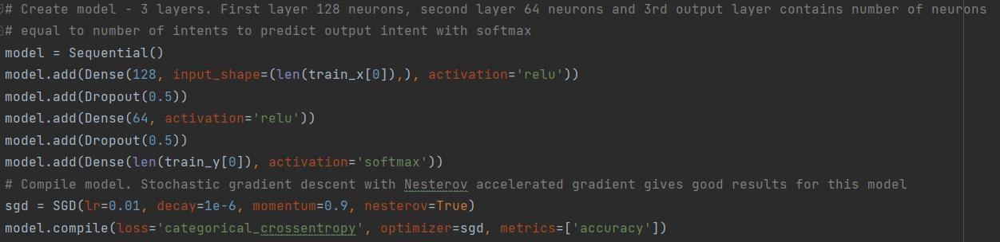 # Create model - 3 layers. First layer 128 neurons, second layer 64 neurons and 3rd output layer contains number of neurons
# equal to number of intents to predict output intent with softmax
model = Sequential()
model.add(Dense(128, input_shape=(len(train_x[0]),), activation='relu'))
model.add(Dropout(0.5))
model.add(Dense(64, activation='relu'))
model.add(Dropout(0.5))
model.add(Dense(len(train_y[0]), activation='softmax'))
# Compile model. Stochastic gradient descent with Nesterov accelerated gradient gives good results for this model
sgd = SGD(lr=0.01, decay=1e-6, momentum=0.9, nesterov=True)
model.compile(loss='categorical_crossentropy', optimizer=sgd, metrics=['accuracy'])